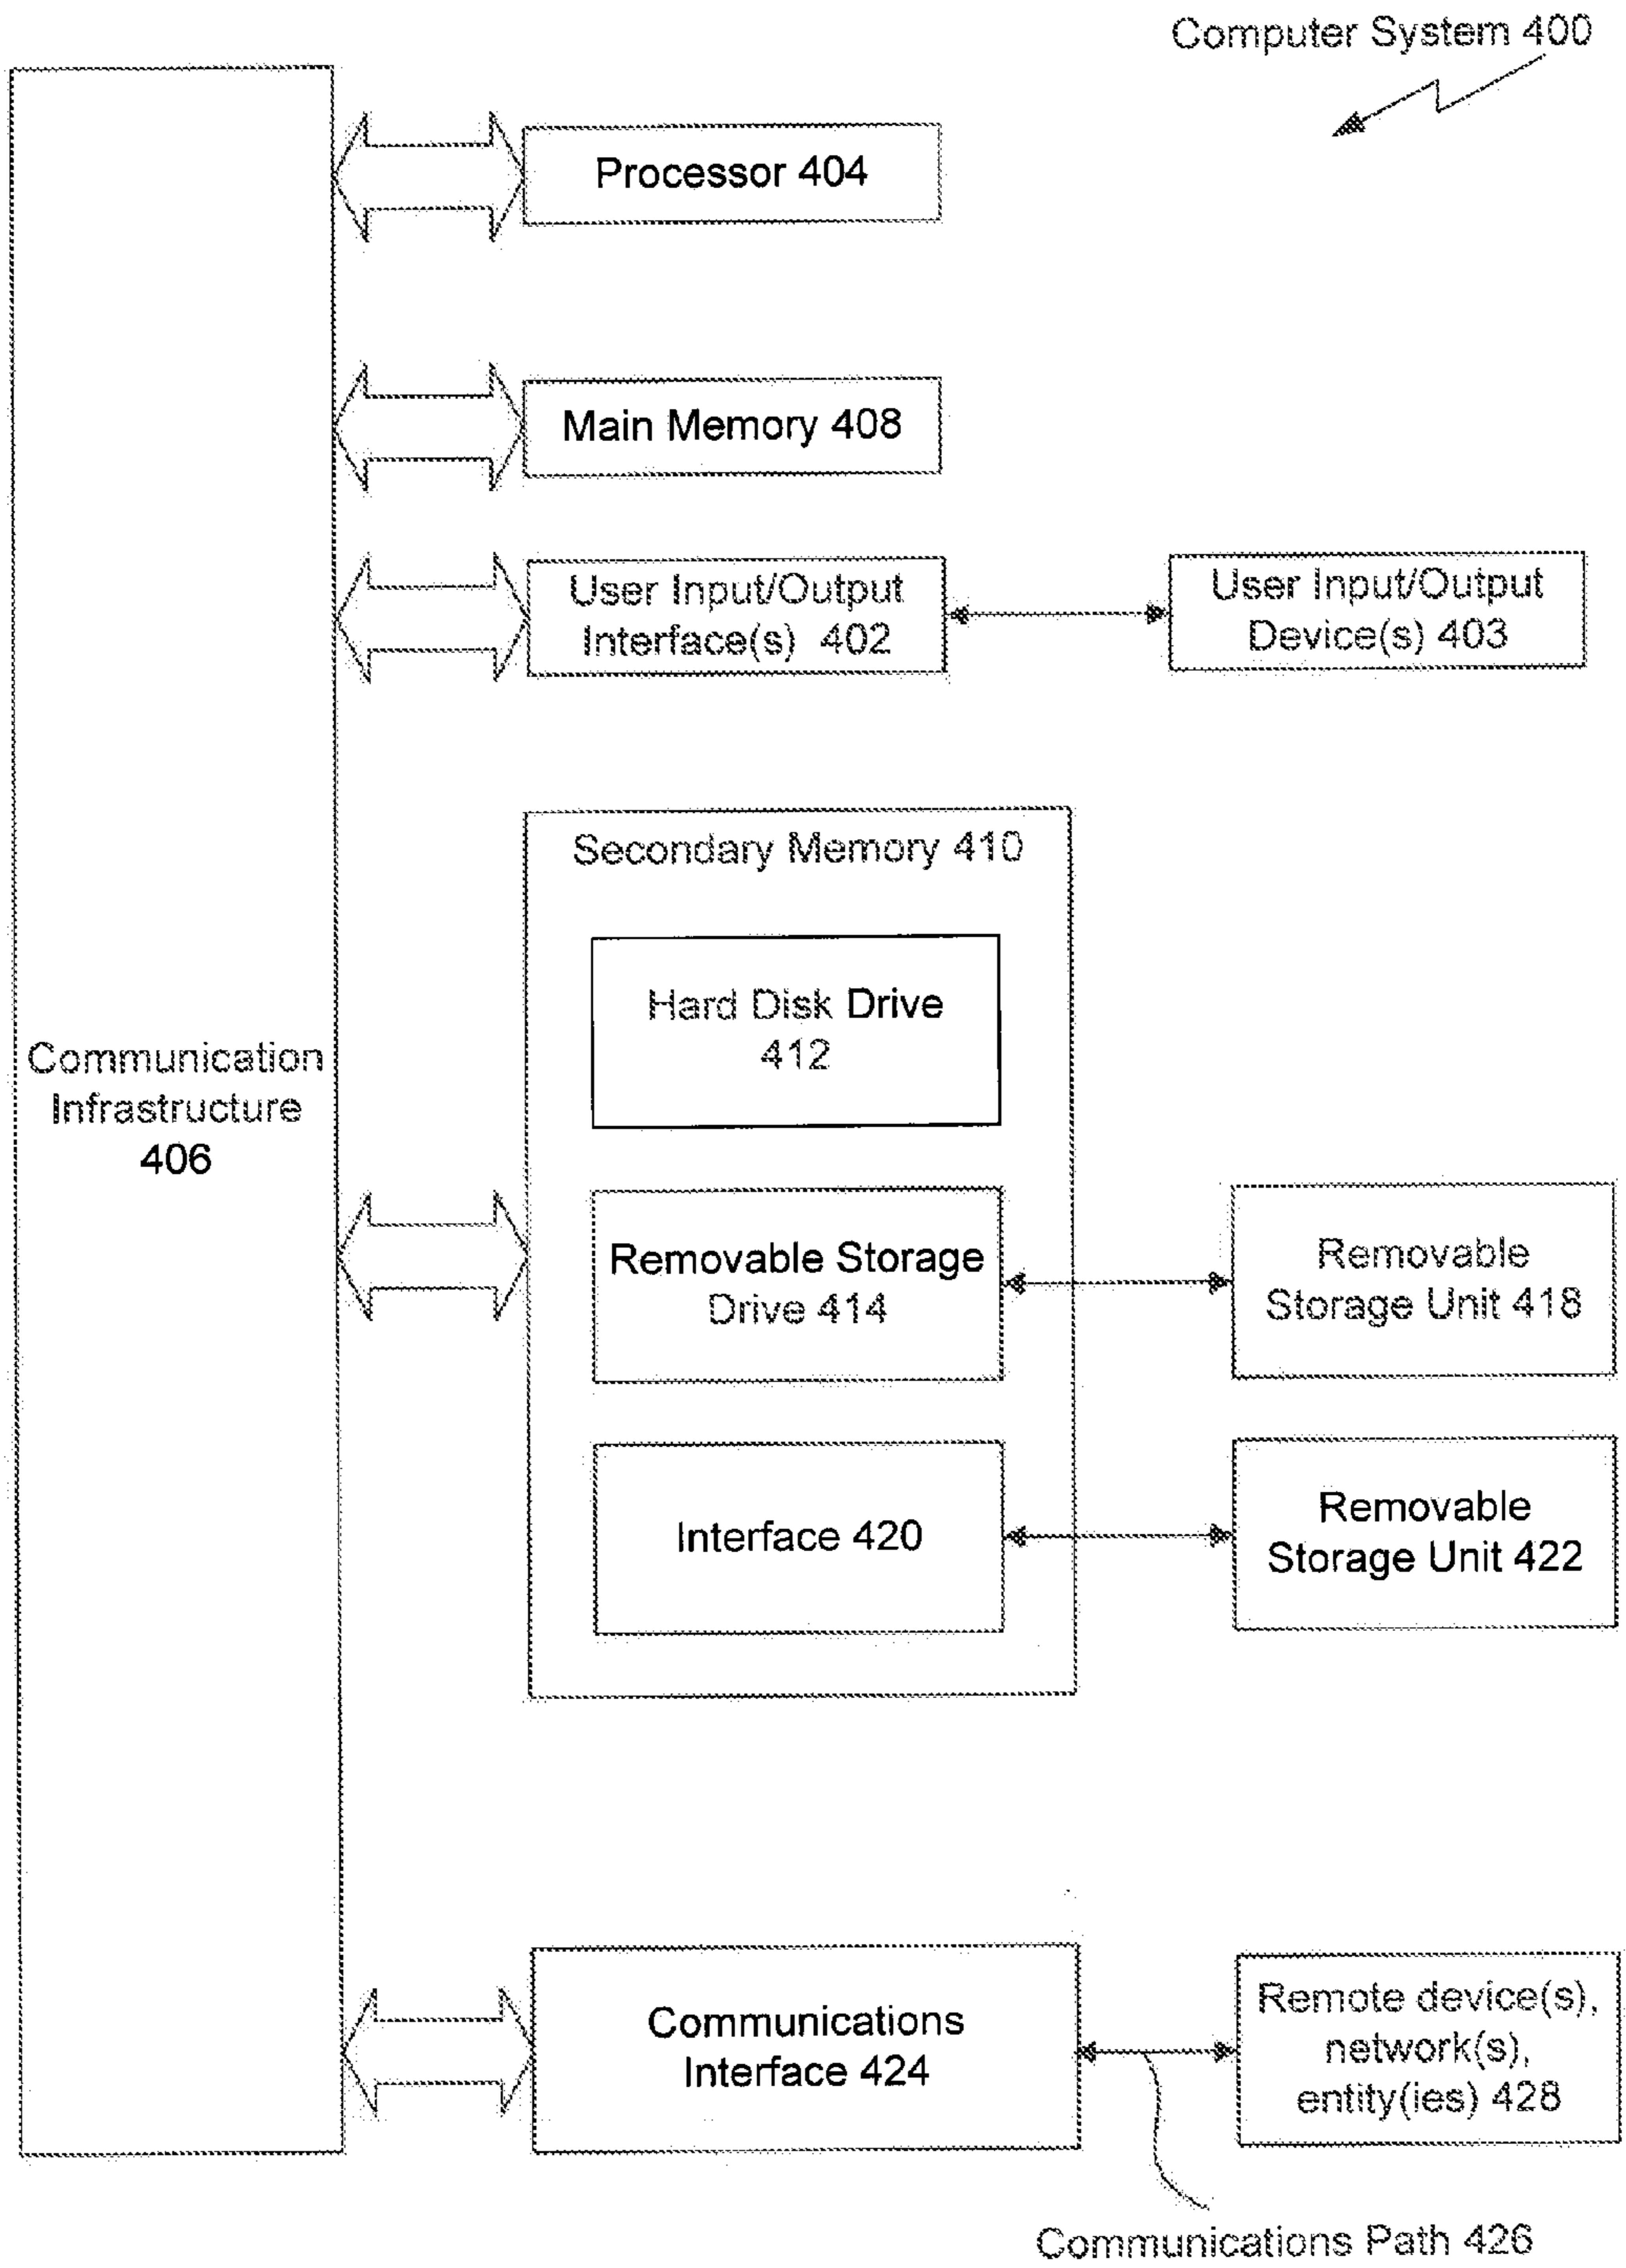 Computer System 400
Processor 404
Main Memory 408
User Input/Output
Interface(s) 402
User Input/Output
Device(s) 403
Secondary Memory 410
Hard Disk Drive
412
Communication
Infrastructure
406
Removable Storage
Drive 414
Removable
Storage Unit 418
Interface 420
Removable
Storage Unit 422
Communications
Interface 424
Remote device(s),
network(s),
entity(ies) 428
Communications Path 426